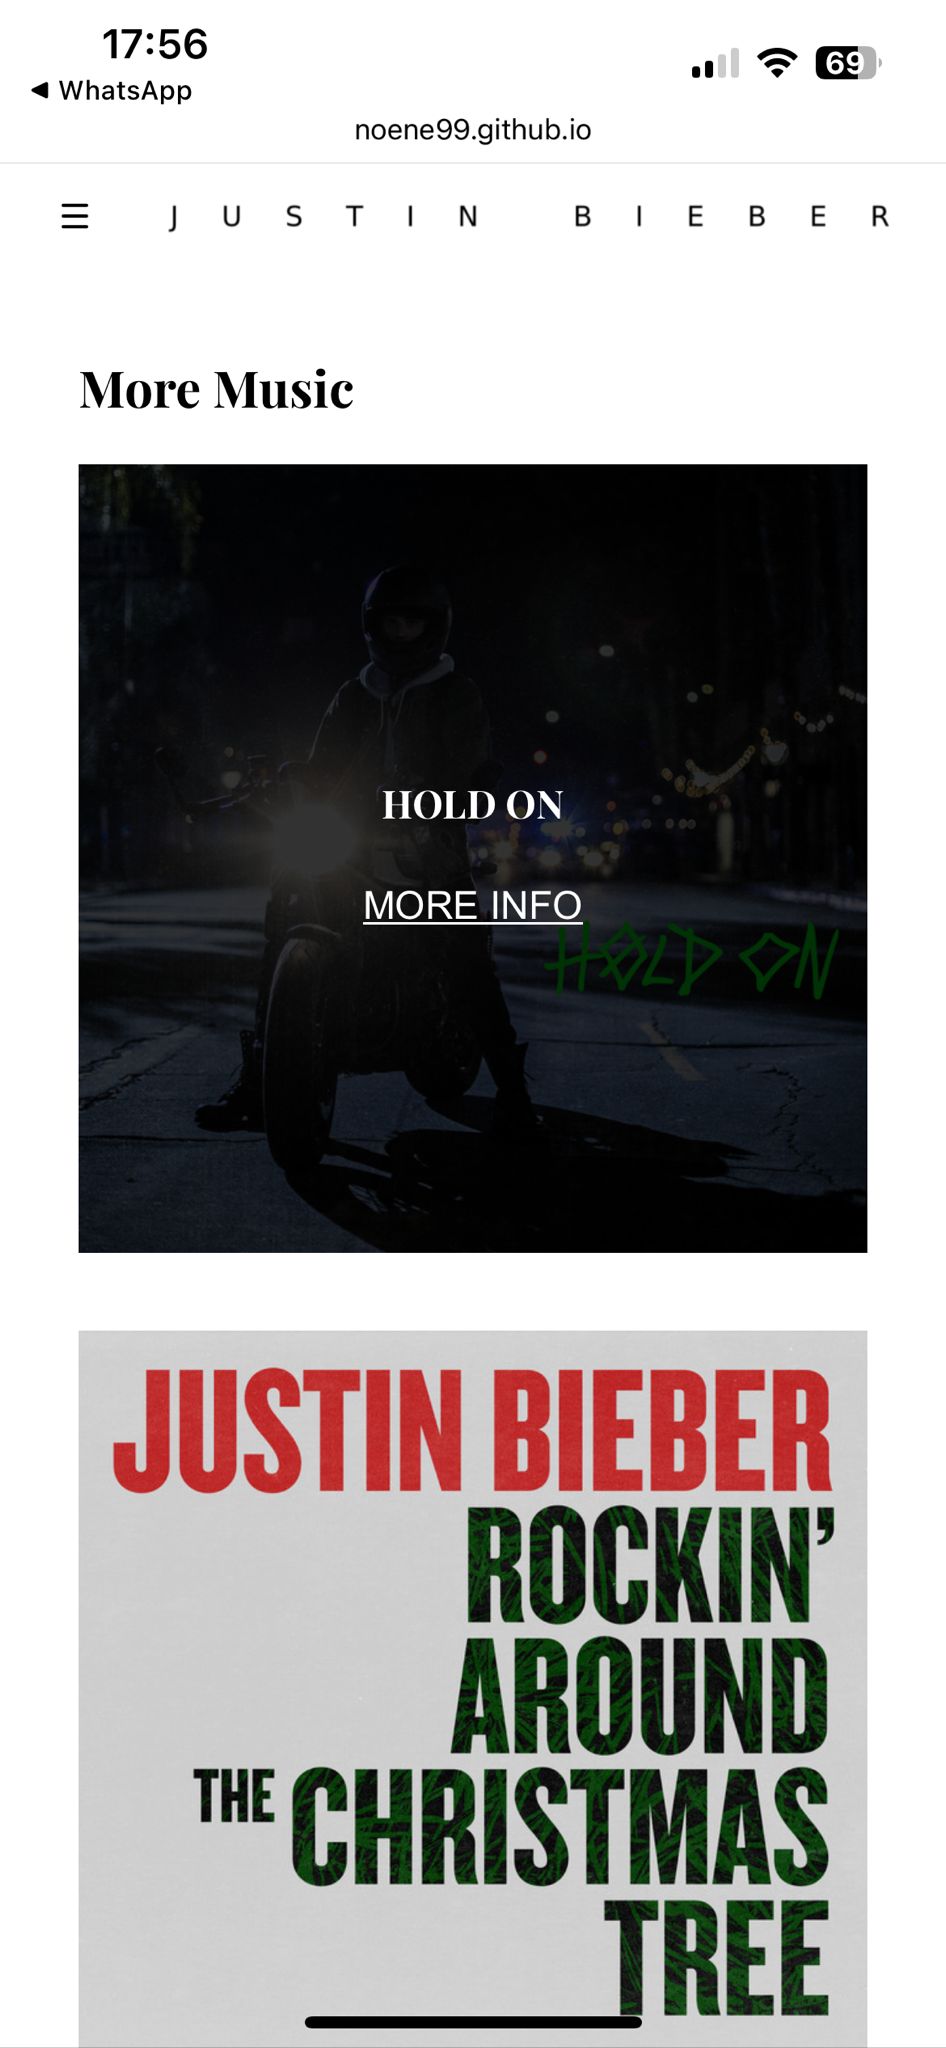 17:56
69
◀ WhatsApp
noene99.github.io
☰ JUSTIN BIEBER
More Music
HOLD ON
MORE INFO
HOLD ON
JUSTIN BIEBER
ROCKIN’
AROUND
THE CHRISTMAS
TREE